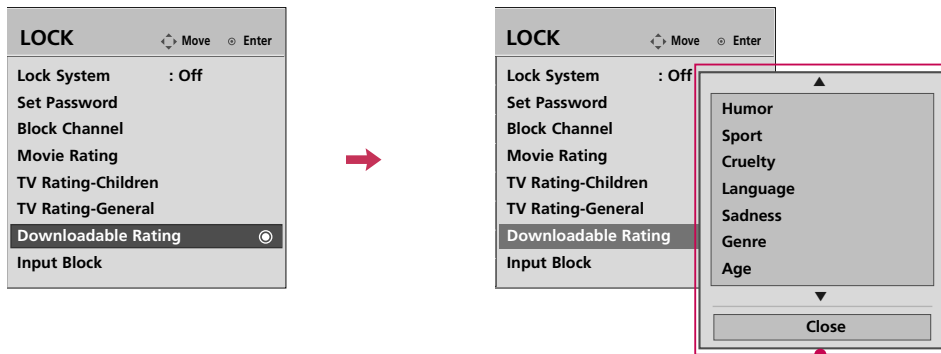 LOCK Move Enter
Lock System : Off
Set Password
Block Channel
Movie Rating
TV Rating-Children
TV Rating-General
Downloadable Rating
Input Block
LOCK Move Enter
Lock System : Off
Set Password
Block Channel
Movie Rating
TV Rating-Children
TV Rating-General
Downloadable Rating
Input Block
Humor
Sport
Cruelty
Language
Sadness
Genre
Age
Close